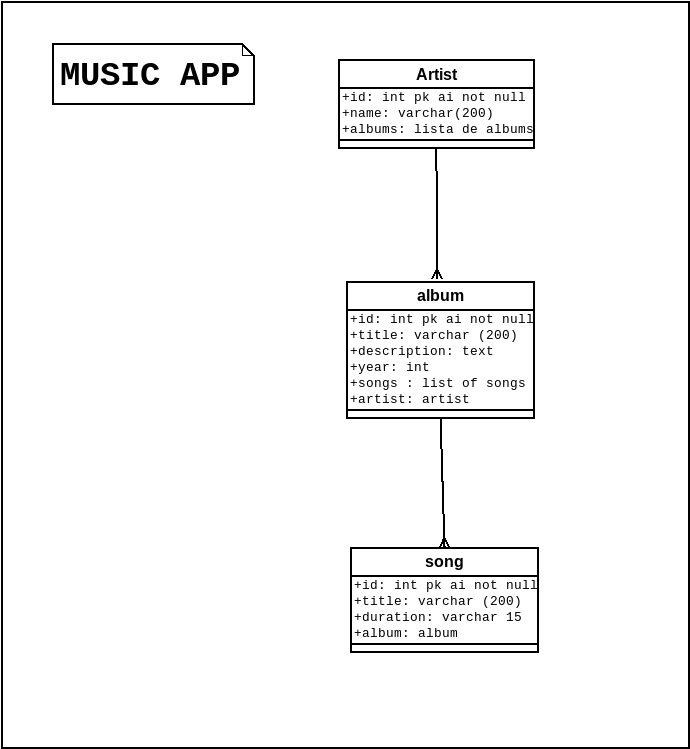 MUSIC APP
Artist
+id: int pk ai not null
+name: varchar(200)
+albums: lista de albums
album
+id: int pk ai not null
+title: varchar (200)
+description: text
+year: int
+songs : list of songs
+artist: artist
song
+id: int pk ai not null
+title: varchar (200)
+duration: varchar 15
+album: album